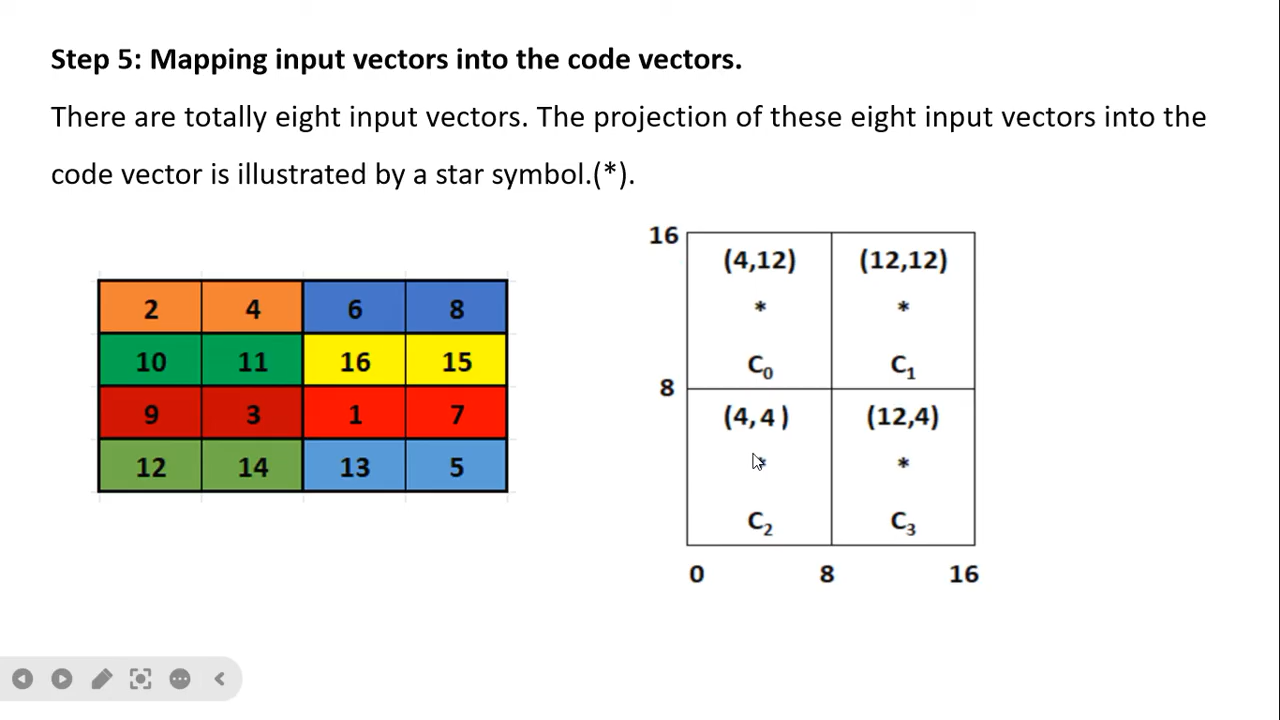 Step 5: Mapping input vectors into the code vectors.
There are totally eight input vectors. The projection of these eight input vectors into the
code vector is illustrated by a star symbol.(*).
2 4 6 8
10 11 16 15
9 3 1 7
12 14 13 5
16
(4,12) (12,12)
* *
C₀ C₁
8
(4,4 ) (12,4)
* *
C₂ C₃
0 8 16